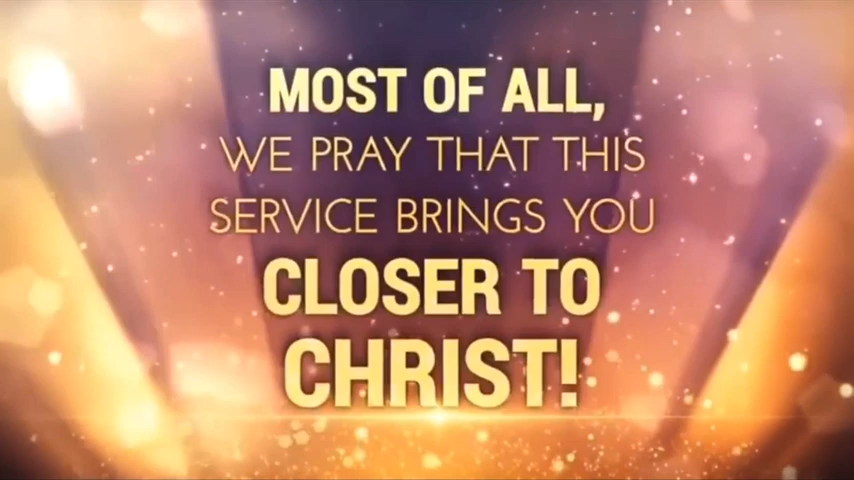 MOST OF ALL,
WE PRAY THAT THIS
SERVICE BRINGS YOU
CLOSER TO
CHRIST!